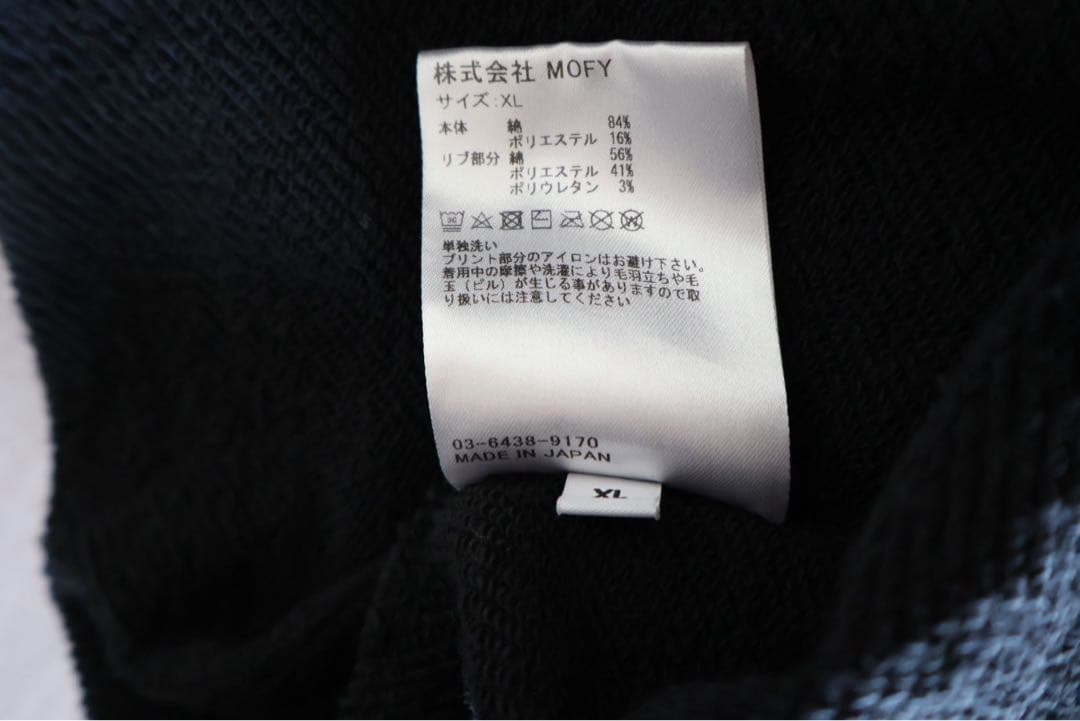 株式会社 MOFY
サイズ:XL
本体 綿 84%
ポリエステル 16%
リブ部分 綿 56%
ポリエステル 41%
ポリウレタン 3%
単独洗い
プリント部分のアイロンはお避け下さい。
着用中の摩擦や洗濯により毛羽立ちや毛
玉(ピル)が生じる事がありますので取
り扱いには注意してください
03-6438-9170
MADE IN JAPAN
XL